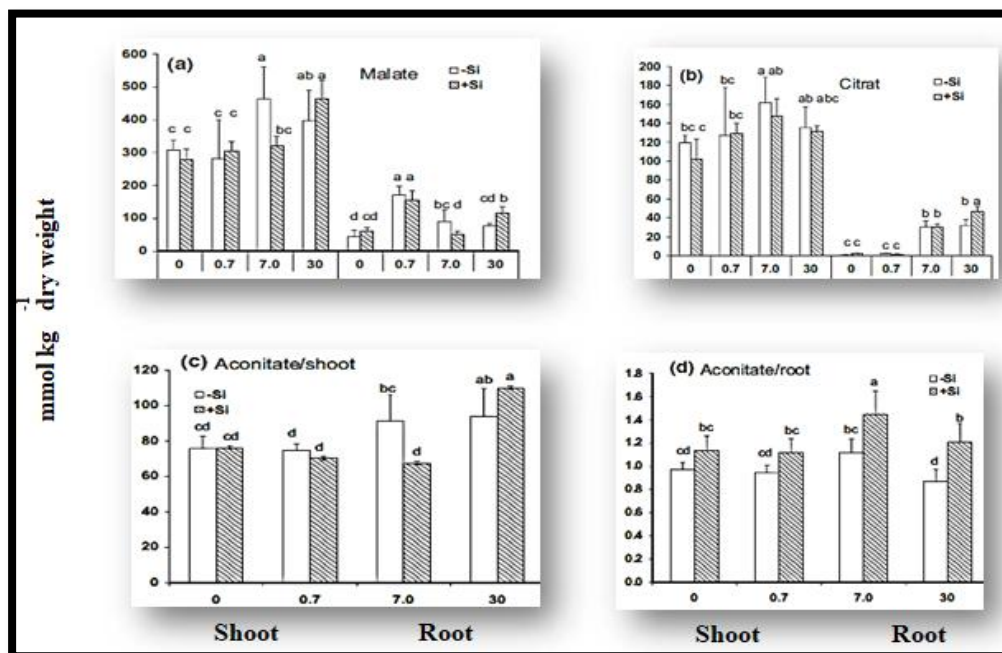 (a) Malate
-Si
+Si
600
500
400
300
200
100
0
c c
c c
a
bc
ab a
d cd
a a
bc d
cd b
0 0.7 7.0 30 0 0.7 7.0 30
(b) Citrat
-Si
+Si
200
180
160
140
120
100
80
60
40
20
0
bc c
bc
bc
a ab
ab abc
c c
c c
b b
b a
0 0.7 7.0 30 0 0.7 7.0 30
mmol kg -1 dry weight
(c) Aconitate/shoot
-Si
+Si
120
100
80
60
40
20
0
cd cd
d d
bc d
ab a
0 0.7 7.0 30
(d) Aconitate/root
-Si
+Si
1.8
1.6
1.4
1.2
1.0
0.8
0.6
0.4
0.2
0.0
cd bc
cd bc
bc a
d b
0 0.7 7.0 30
Shoot Root
Shoot Root